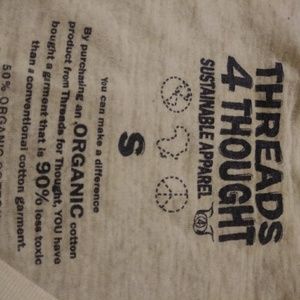 THREADS
4 THOUGHT
SUSTAINABLE APPAREL
S
You can make a difference
By purchasing an ORGANIC cotton
product from Threads for Thought, YOU have
bought a garment that is 90% less toxic
than a conventional cotton garment.
50% ORGANIC